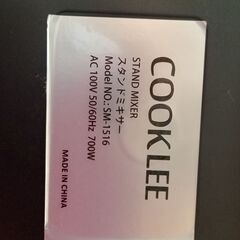 COOKLEE
STAND MIXER
スタンドミキサー
Model NO.: SM-1516
AC 100V 50/60Hz 700W
MADE IN CHINA